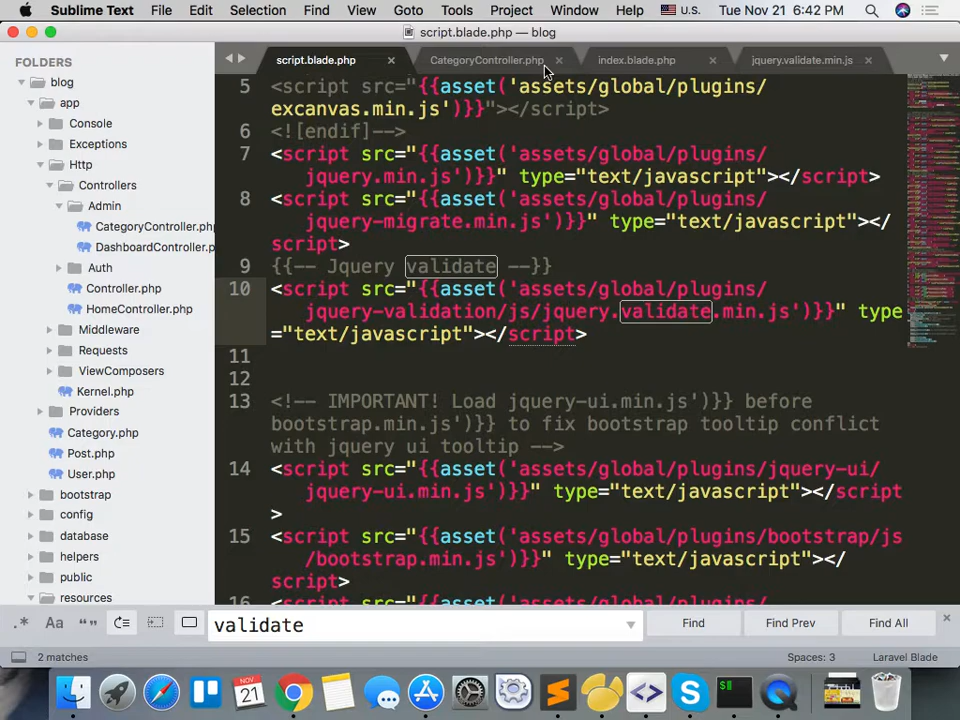 Sublime Text File Edit Selection Find View Goto Tools Project Window Help U.S. Tue Nov 21 6:42 PM
script.blade.php — blog
FOLDERS
blog
app
Console
Exceptions
Http
Controllers
Admin
CategoryController.php
DashboardController.p
Auth
Controller.php
HomeController.php
Middleware
Requests
ViewComposers
Kernel.php
Providers
Category.php
Post.php
User.php
bootstrap
config
database
helpers
public
resources
script.blade.php × CategoryController.php × index.blade.php × jquery.validate.min.js ×
5 <script src="{{asset('assets/global/plugins/
excanvas.min.js')}}"></script>
6 <![endif]-->
7 <script src="{{asset('assets/global/plugins/
jquery.min.js')}}" type="text/javascript"></script>
8 <script src="{{asset('assets/global/plugins/
jquery-migrate.min.js')}}" type="text/javascript"></
script>
9 {{-- Jquery validate --}}
10 <script src="{{asset('assets/global/plugins/
jquery-validation/js/jquery.validate.min.js')}}" type
="text/javascript"></script>
11
12
13 <!-- IMPORTANT! Load jquery-ui.min.js')}} before
bootstrap.min.js')}} to fix bootstrap tooltip conflict
with jquery ui tooltip -->
14 <script src="{{asset('assets/global/plugins/jquery-ui/
jquery-ui.min.js')}}" type="text/javascript"></script
>
15 <script src="{{asset('assets/global/plugins/bootstrap/js
/bootstrap.min.js')}}" type="text/javascript"></
script>
16 <script src="{{asset('assets/global/plugins/
.* Aa “” validate Find Find Prev Find All
2 matches Spaces: 3 Laravel Blade
NOV
21
$